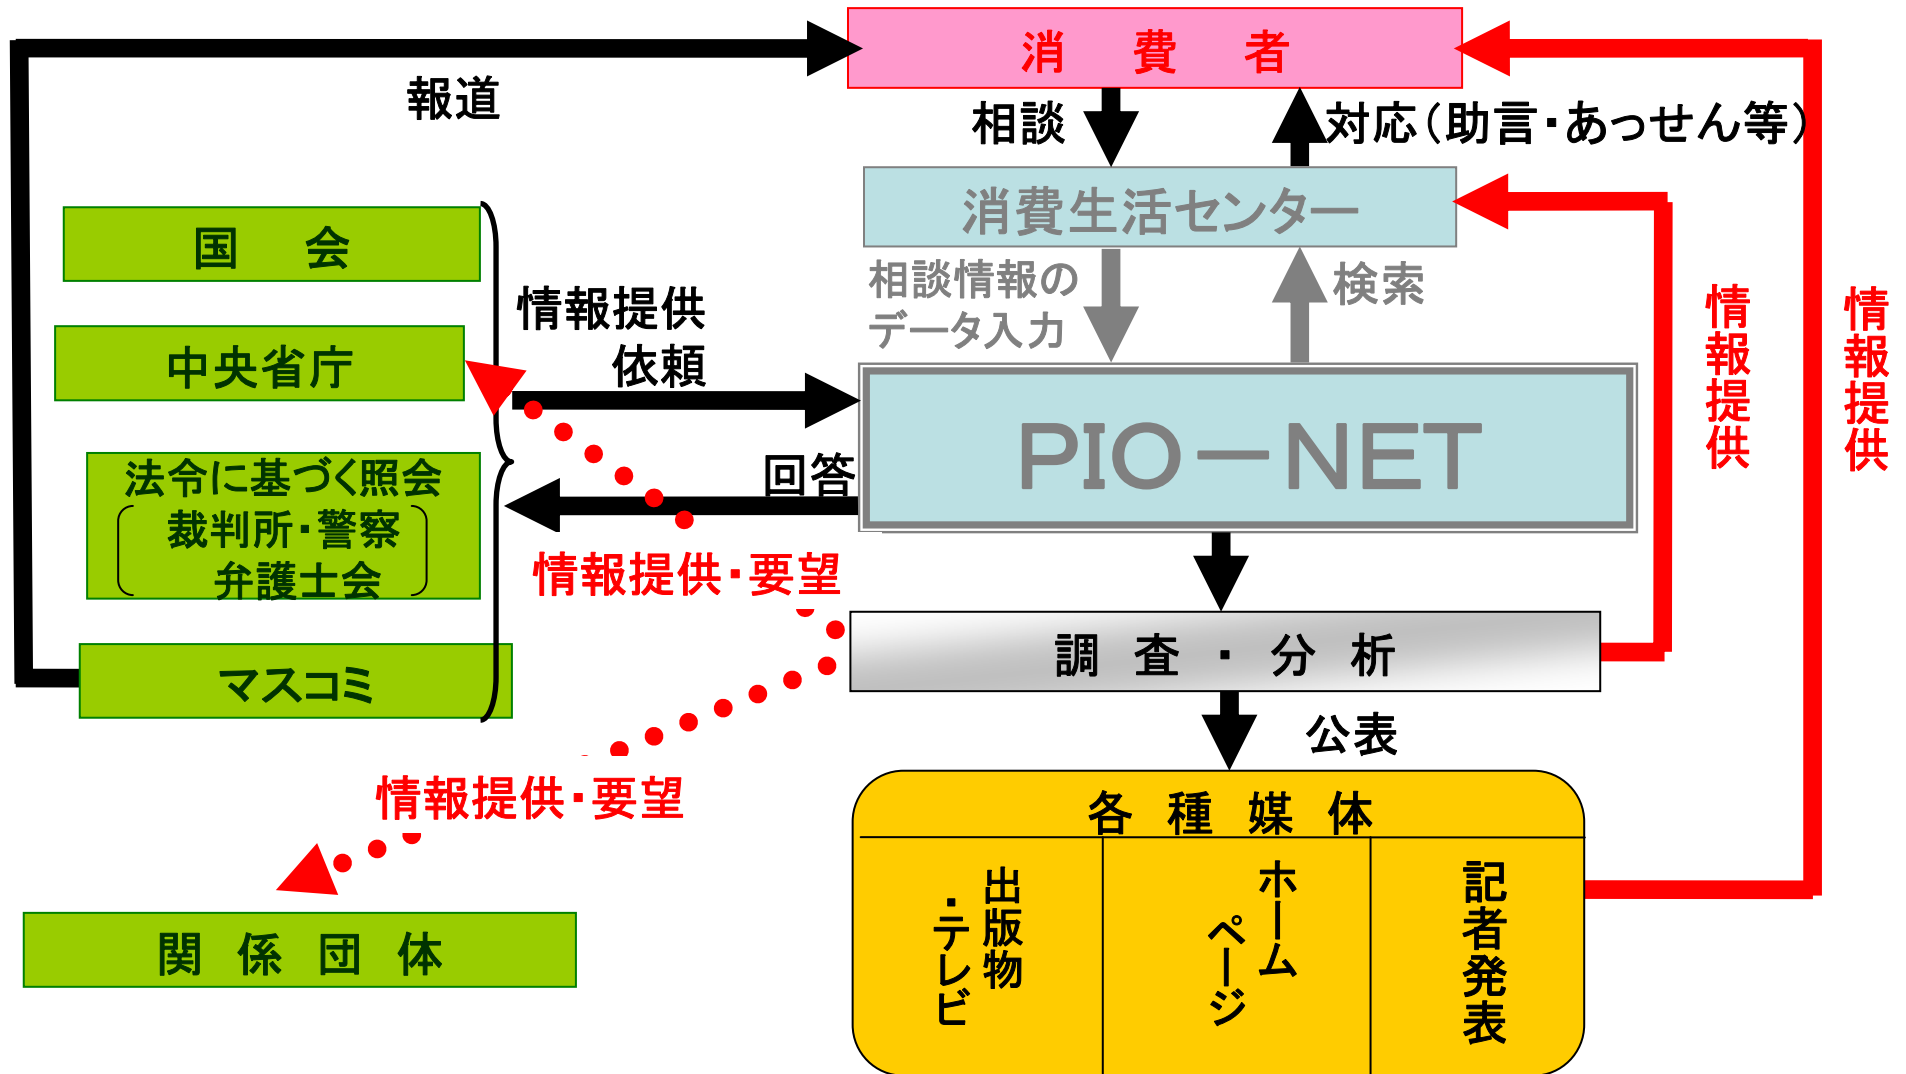 消　費　者
報道
相談
対応（助言・あっせん等）
消費生活センター
国　会
情報提供
依頼
相談情報の
データ入力
検索
情報提供
情報提供
中央省庁
PIO－NET
回答
法令に基づく照会
裁判所・警察
弁護士会
情報提供・要望
調　査　・　分　析
マスコミ
公表
情報提供・要望
各　種　媒　体
出版物
・テレビ
ホーム
ページ
記者発表
関　係　団　体